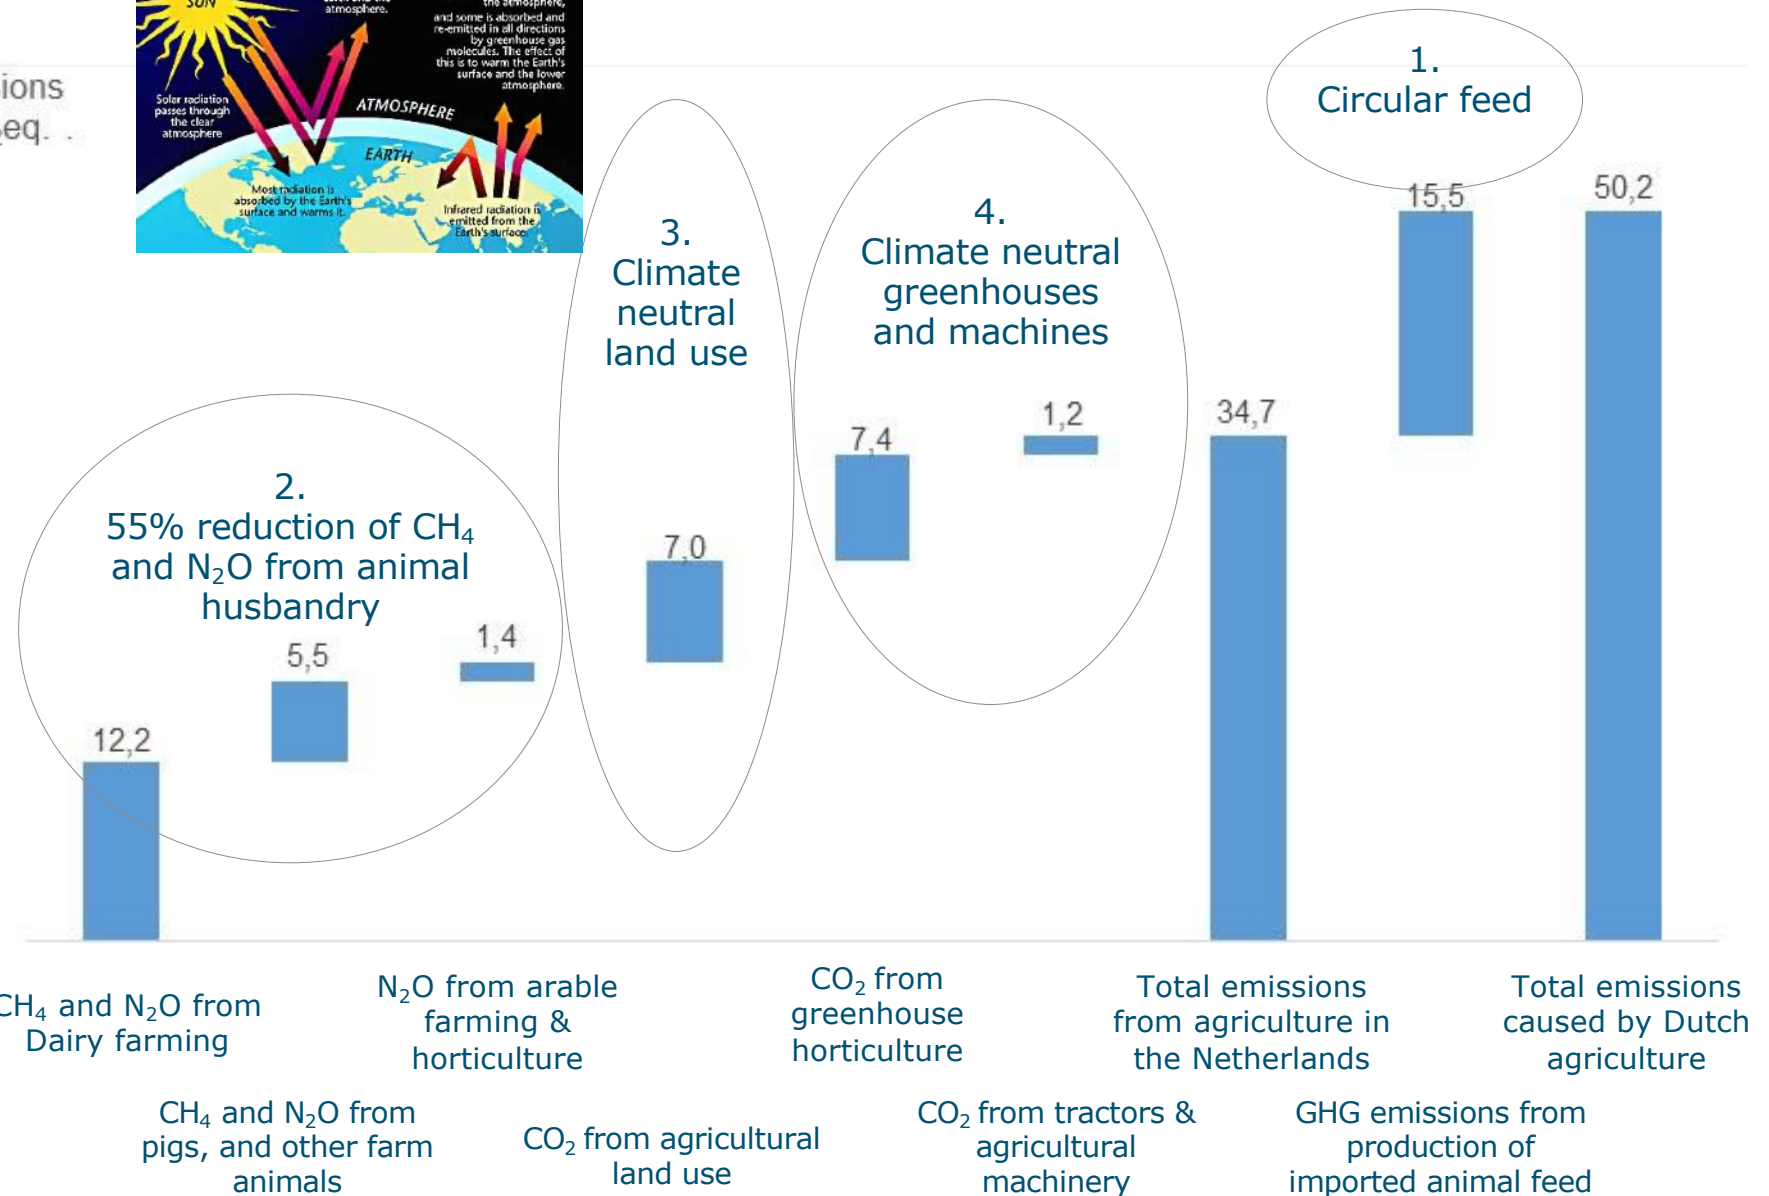 SUN
atmosphere.
the atmosphere,
and some is absorbed and
re-emitted in all directions
by greenhouse gas
molecules. The effect of
this is to warm the Earth's
surface and the lower
atmosphere.
Solar radiation
passes through
the clear
atmosphere
ATMOSPHERE
EARTH
Most radiation is
absorbed by the Earth's
surface and warms it.
Infrared radiation is
emitted from the
Earth's surface.
ions
eq. .
1.
Circular feed
15,5
50,2
3.
Climate
neutral
land use
4.
Climate neutral
greenhouses
and machines
7,4
1,2
34,7
2.
55% reduction of CH₄
and N₂O from animal
husbandry
7,0
5,5
1,4
12,2
CH₄ and N₂O from
Dairy farming
CH₄ and N₂O from
pigs, and other farm
animals
N₂O from arable
farming &
horticulture
CO₂ from agricultural
land use
CO₂ from
greenhouse
horticulture
CO₂ from tractors &
agricultural
machinery
Total emissions
from agriculture in
the Netherlands
GHG emissions from
production of
imported animal feed
Total emissions
caused by Dutch
agriculture